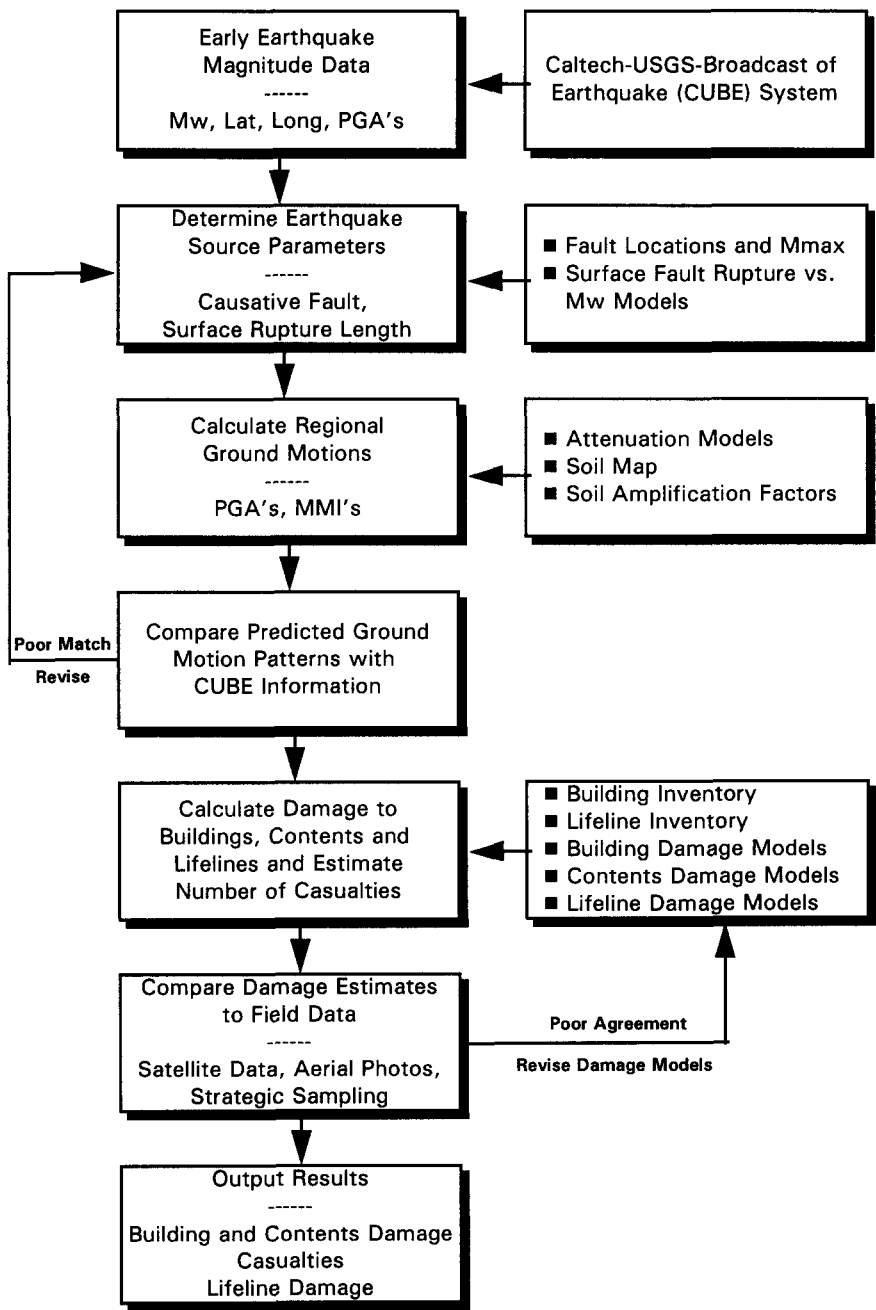 Early Earthquake
Magnitude Data
------
Mw, Lat, Long, PGA's
Caltech-USGS-Broadcast of
Earthquake (CUBE) System
Determine Earthquake
Source Parameters
------
Causative Fault,
Surface Rupture Length
■ Fault Locations and Mmax
■ Surface Fault Rupture vs.
Mw Models
Calculate Regional
Ground Motions
------
PGA's, MMI's
■ Attenuation Models
■ Soil Map
■ Soil Amplification Factors
Compare Predicted Ground
Motion Patterns with
CUBE Information
Poor Match
Revise
Calculate Damage to
Buildings, Contents and
Lifelines and Estimate
Number of Casualties
■ Building Inventory
■ Lifeline Inventory
■ Building Damage Models
■ Contents Damage Models
■ Lifeline Damage Models
Compare Damage Estimates
to Field Data
------
Satellite Data, Aerial Photos,
Strategic Sampling
Poor Agreement
Revise Damage Models
Output Results
------
Building and Contents Damage
Casualties
Lifeline Damage